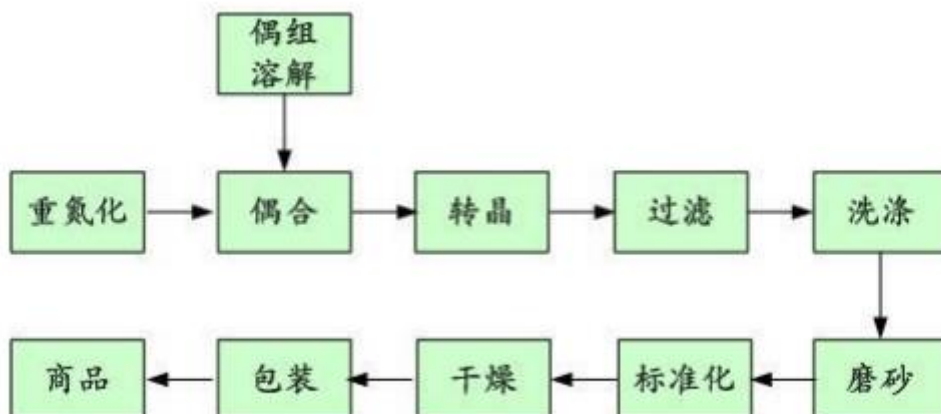 偶组
溶解
重氮化
偶合
转晶
过滤
洗涤
商品
包装
干燥
标准化
磨砂